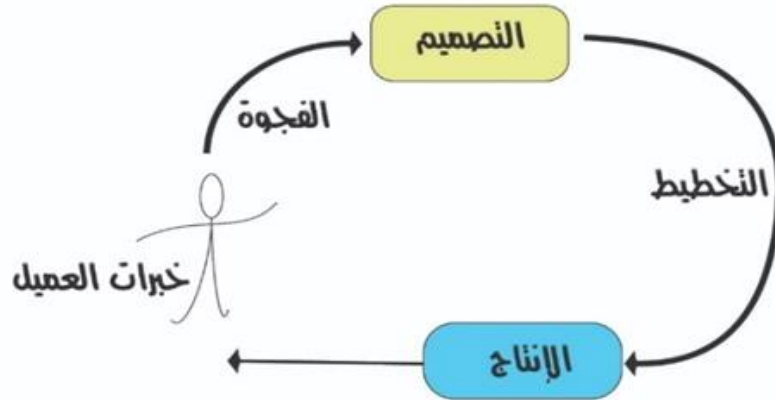 التصميم
الفجوة
التخطيط
خبرات العميل
الإنتاج